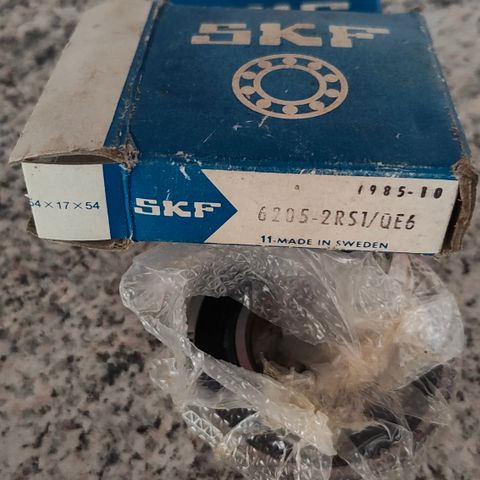 SKF
1985-10
54 × 17 × 54
SKF
6205-2RS1/QE6
11-MADE IN SWEDEN